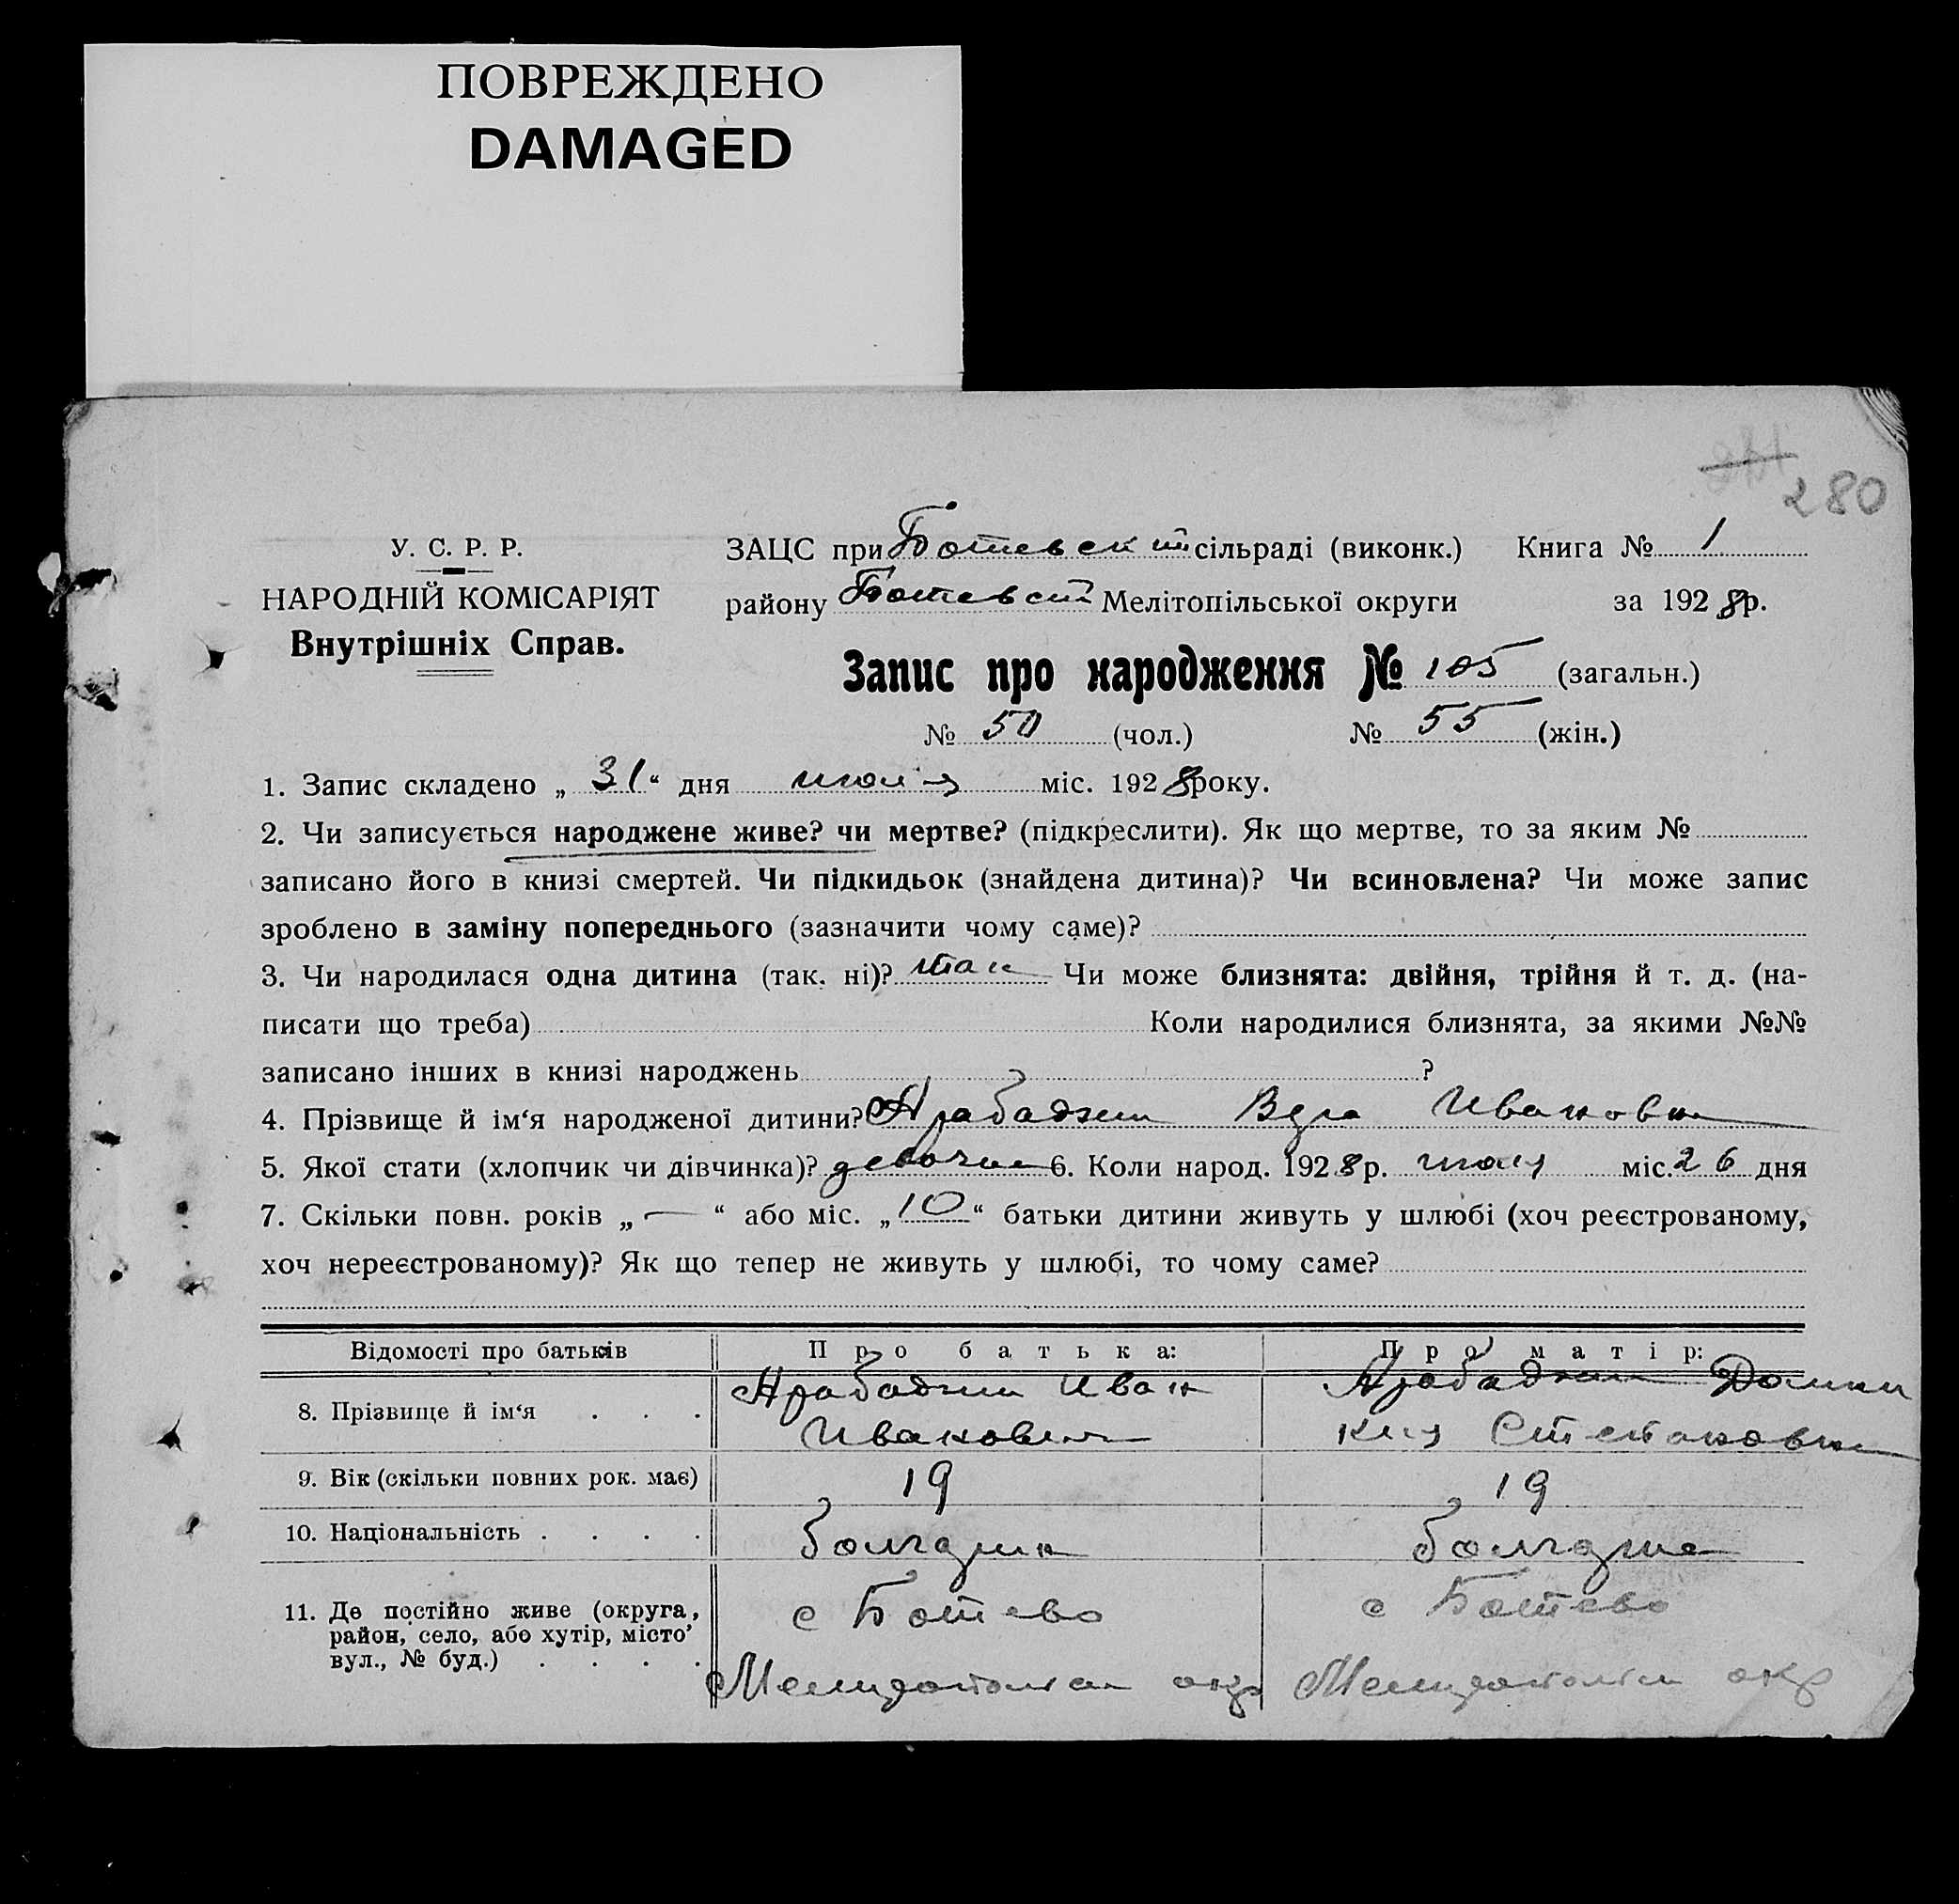 ПОВРЕЖДЕНО
DAMAGED
280
У. С. Р. Р.
НАРОДНІЙ КОМІСАРІЯТ
Внутрішніх Справ.
ЗАЦС при Ботевский сільраді (виконк.) Книга № 1
району Ботевский Мелітопільської округи за 1928 р.
Запис про народження № 105 (загальн.)
№ 50 (чол.) № 55 (жін.)
1. Запис складено „ 31 “ дня июля міс. 1928 року.
2. Чи записується народжене живе? чи мертве? (підкреслити). Як що мертве, то за яким №
записано його в книзі смертей. Чи підкидьок (знайдена дитина)? Чи всиновлена? Чи може запис
зроблено в заміну попереднього (зазначити чому саме)?
3. Чи народилася одна дитина (так. ні)? так Чи може близнята: двійня, трійня й т. д. (на-
писати що треба) Коли народилися близнята, за якими №№
записано інших в книзі народжень ?
4. Прізвище й ім‘я народженої дитини? Арабаджи Вера Ивановна
5. Якої стати (хлопчик чи дівчинка)? девочка 6. Коли народ. 1928 р. июля міс. 26 дня
7. Скільки повн. років „ — “ або міс. „ 10 “ батьки дитини живуть у шлюбі (хоч реєстрованому,
хоч нереєстрованому)? Як що тепер не живуть у шлюбі, то чому саме?
Відомості про батьків Про батька: Про матір:
8. Прізвище й ім‘я . . . Арабаджи Иван Арабаджи Домни
Иванович кия Степановна
9. Вік (скільки повних рок. має) 19 19
10. Національність . . . . болгарин болгарка
11. Де постійно живе (округа, с Ботево с Ботево
район, село, або хутір, місто’
вул., № буд.) . . . . Мелитопольск окр Мелитопольск окр